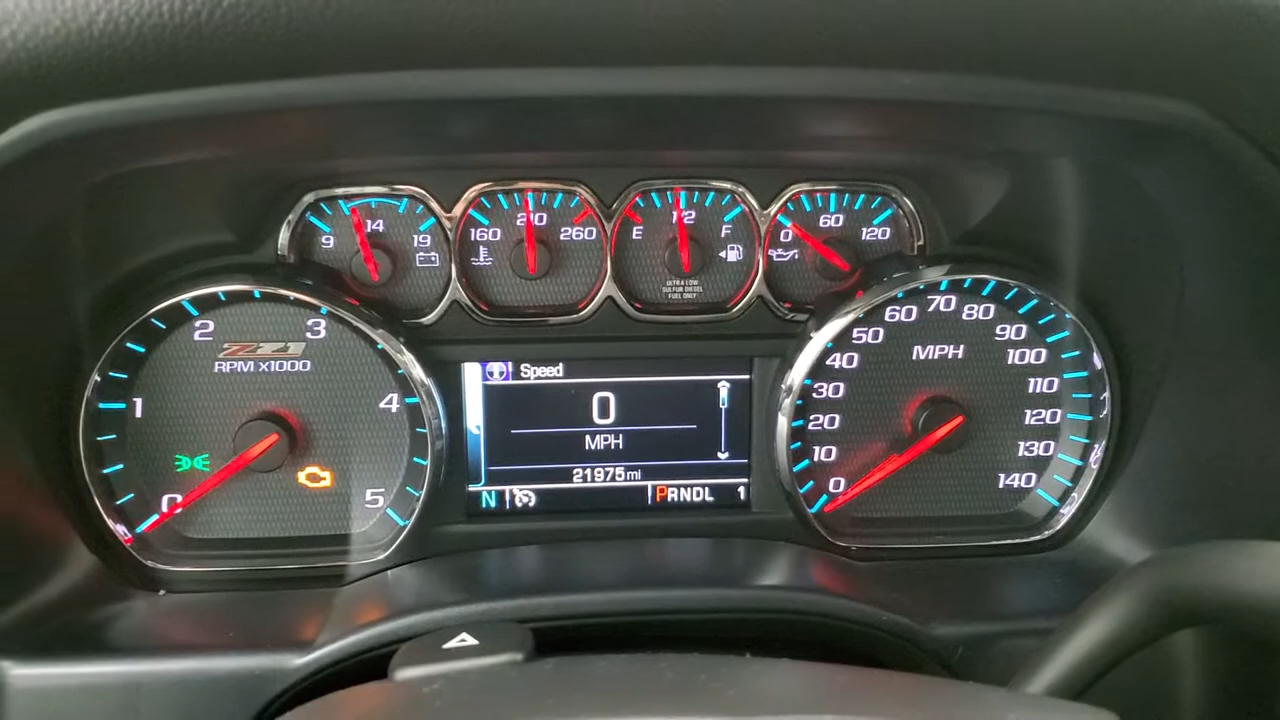 9 14 19
160 210 260
E 1/2 F
ULTRA LOW
SULFUR DIESEL
FUEL ONLY
0 60 120
Z71
RPM x1000
0 1 2 3 4 5
Speed
0
MPH
21975mi
N
PRNDL 1
MPH
0 10 20 30 40 50 60 70 80 90 100 110 120 130 140